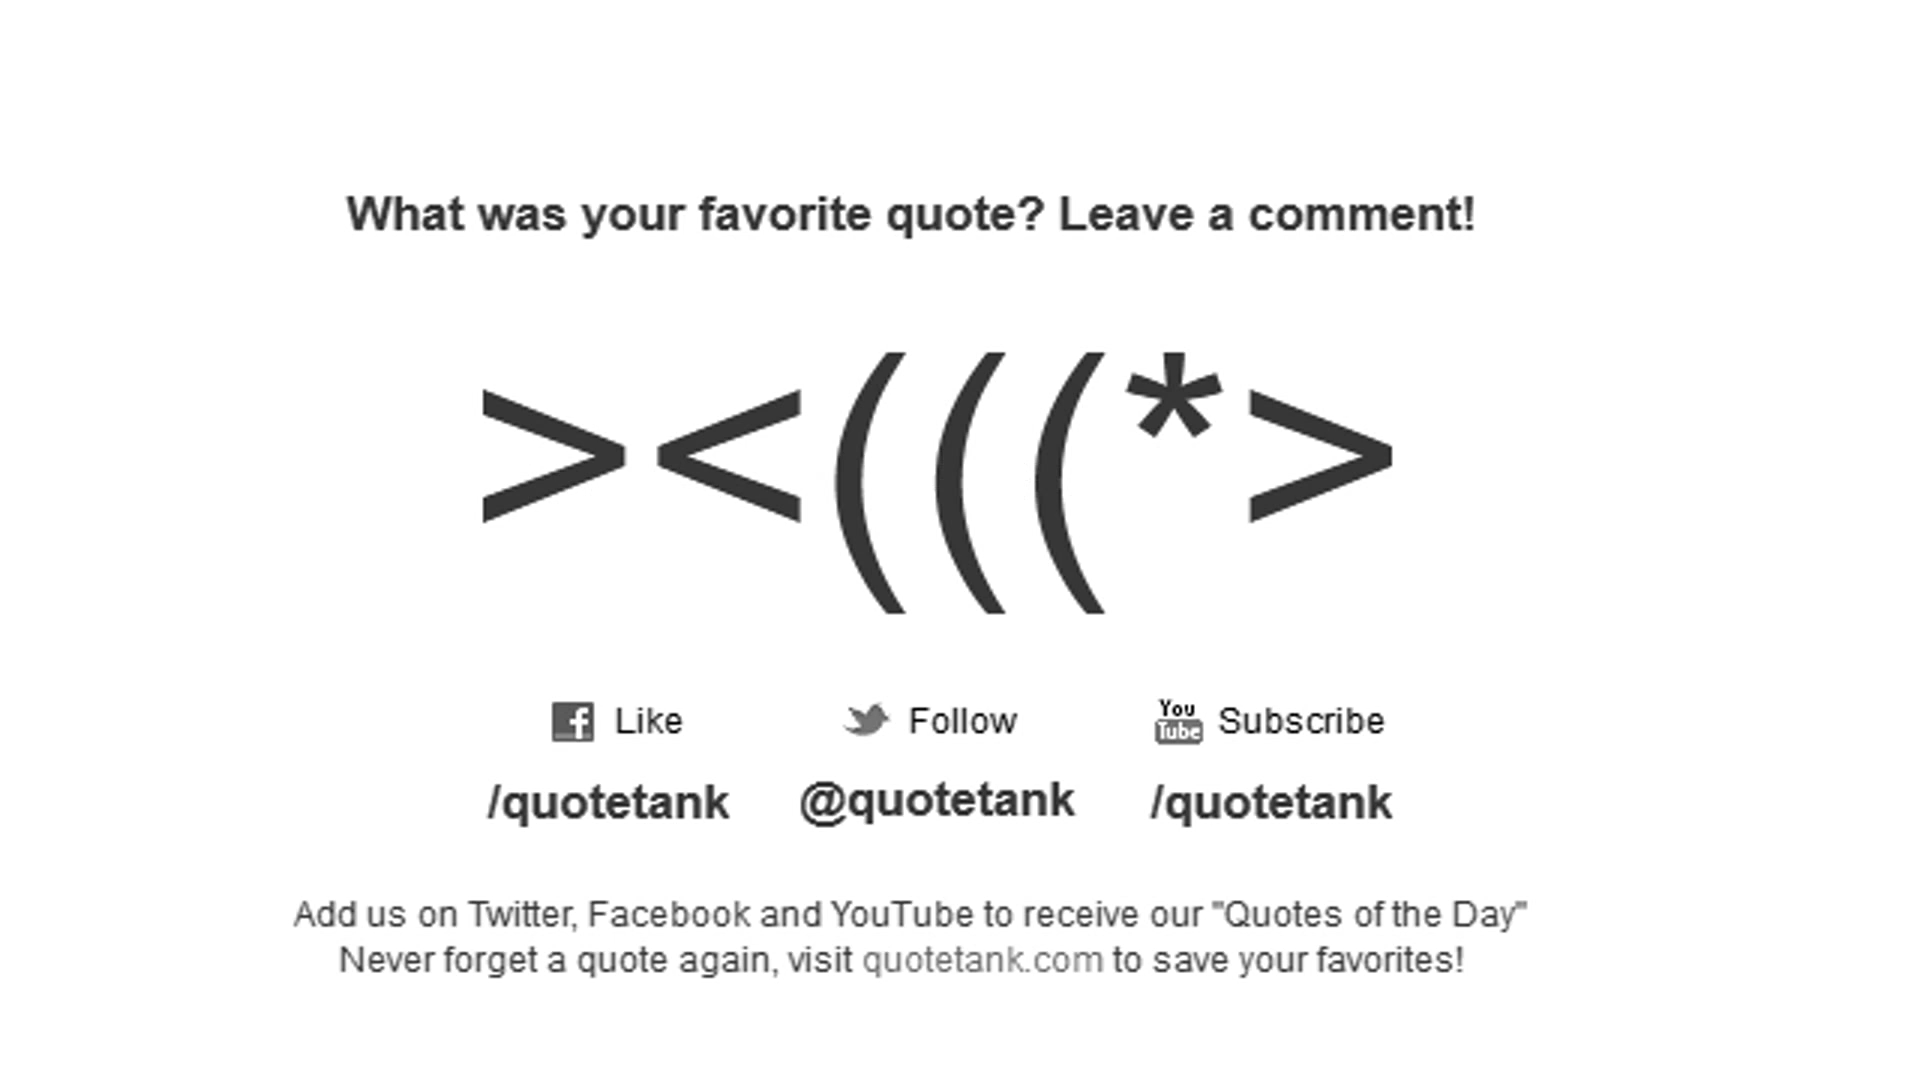 What was your favorite quote? Leave a comment!
><(((*>
f Like Follow You Tube Subscribe
/quotetank @quotetank /quotetank
Add us on Twitter, Facebook and YouTube to receive our "Quotes of the Day"
Never forget a quote again, visit quotetank.com to save your favorites!